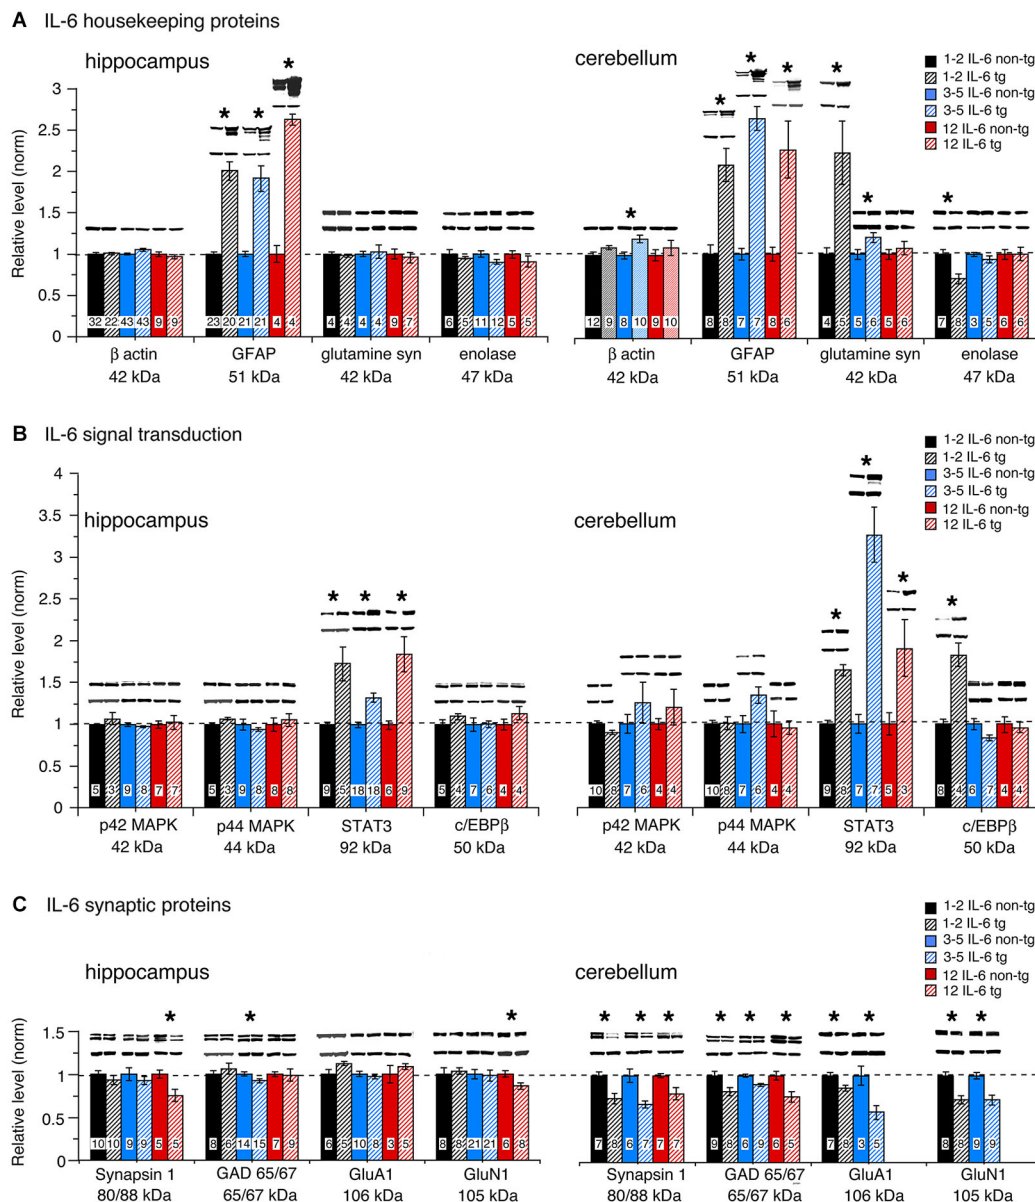 A IL-6 housekeeping proteins
hippocampus
cerebellum
1-2 IL-6 non-tg
1-2 IL-6 tg
3-5 IL-6 non-tg
3-5 IL-6 tg
12 IL-6 non-tg
12 IL-6 tg
Relative level (norm)
3
2.5
2
1.5
1
0.5
0
* * *
* * * * * * *
32 22 43 43 9 9 23 20 21 21 4 4 4 4 4 4 9 7 6 5 11 12 5 5
12 9 8 10 9 10 8 8 7 7 8 6 4 5 5 6 5 6 7 8 3 5 6 6
β actin GFAP glutamine syn enolase β actin GFAP glutamine syn enolase
42 kDa 51 kDa 42 kDa 47 kDa 42 kDa 51 kDa 42 kDa 47 kDa
B IL-6 signal transduction
1-2 IL-6 non-tg
1-2 IL-6 tg
3-5 IL-6 non-tg
3-5 IL-6 tg
12 IL-6 non-tg
12 IL-6 tg
hippocampus
cerebellum
Relative level (norm)
4
3.5
3
2.5
2
1.5
1
0.5
0
* * *
* * * *
5 3 9 8 7 7 5 3 9 8 8 8 9 5 18 18 6 9 5 4 7 6 6 5
10 8 7 6 4 4 10 8 7 6 4 4 9 8 7 7 5 3 8 4 6 7 4 4
p42 MAPK p44 MAPK STAT3 c/EBPβ p42 MAPK p44 MAPK STAT3 c/EBPβ
42 kDa 44 kDa 92 kDa 50 kDa 42 kDa 44 kDa 92 kDa 50 kDa
C IL-6 synaptic proteins
1-2 IL-6 non-tg
1-2 IL-6 tg
3-5 IL-6 non-tg
3-5 IL-6 tg
12 IL-6 non-tg
12 IL-6 tg
hippocampus
cerebellum
Relative level (norm)
1.5
1
0.5
0
* * *
* * * * * * * * * *
10 10 9 9 5 5 8 6 14 15 7 9 6 5 10 8 3 5 8 8 21 21 6 8
7 8 6 7 7 7 9 8 6 9 6 5 7 8 3 5 8 8 9 9
Synapsin 1 GAD 65/67 GluA1 GluN1 Synapsin 1 GAD 65/67 GluA1 GluN1
80/88 kDa 65/67 kDa 106 kDa 105 kDa 80/88 kDa 65/67 kDa 106 kDa 105 kDa